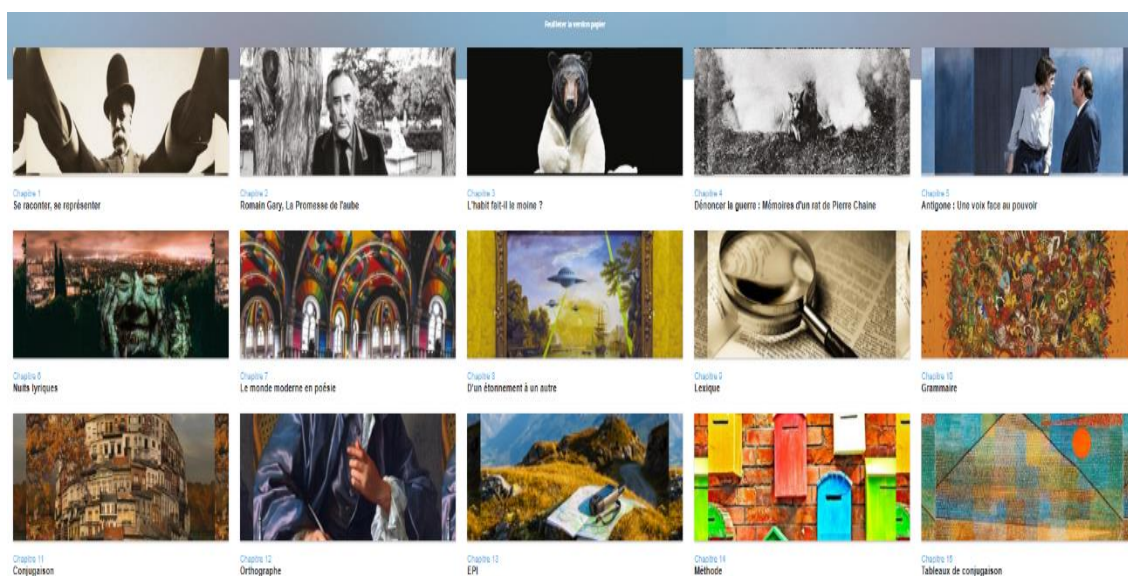 Feuilleter la version papier
Chapitre 1
Se raconter, se représenter
Chapitre 2
Romain Gary, La Promesse de l'aube
Chapitre 3
L'habit fait-il le moine ?
Chapitre 4
Dénoncer la guerre : Mémoires d'un rat de Pierre Chaine
Chapitre 5
Antigone : Une voix face au pouvoir
Chapitre 6
Nuits lyriques
Chapitre 7
Le monde moderne en poésie
Chapitre 8
D'un étonnement à un autre
Chapitre 9
Lexique
Chapitre 10
Grammaire
Chapitre 11
Conjugaison
Chapitre 12
Orthographe
Chapitre 13
EPI
Chapitre 14
Méthode
Chapitre 15
Tableaux de conjugaison